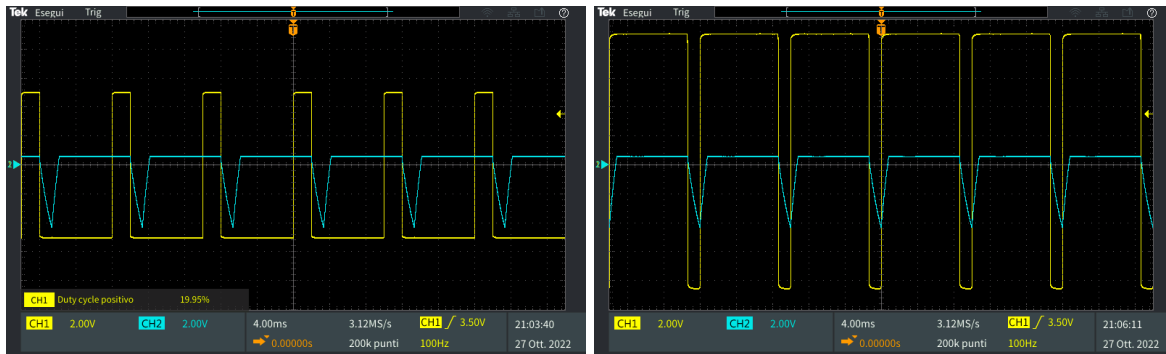 Tek Esegui Trig
T
2
CH1 Duty cycle positivo 19.95%
CH1 2.00V CH2 2.00V 4.00ms 3.12MS/s CH1 3.50V 21:03:40
0.00000s 200k punti 100Hz 27 Ott. 2022
Tek Esegui Trig
T
2
CH1 2.00V CH2 2.00V 4.00ms 3.12MS/s CH1 3.50V 21:06:11
0.00000s 200k punti 100Hz 27 Ott. 2022